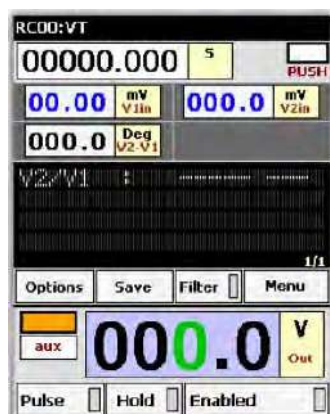 RC00:VT
00000.000 S
PUSH
00.00 mV V1in 000.0 mV V2in
000.0 Deg V2-V1
V2/V1 : -------- -----
1/1
Options Save Filter Menu
aux 000.0 V Out
Pulse Hold Enabled